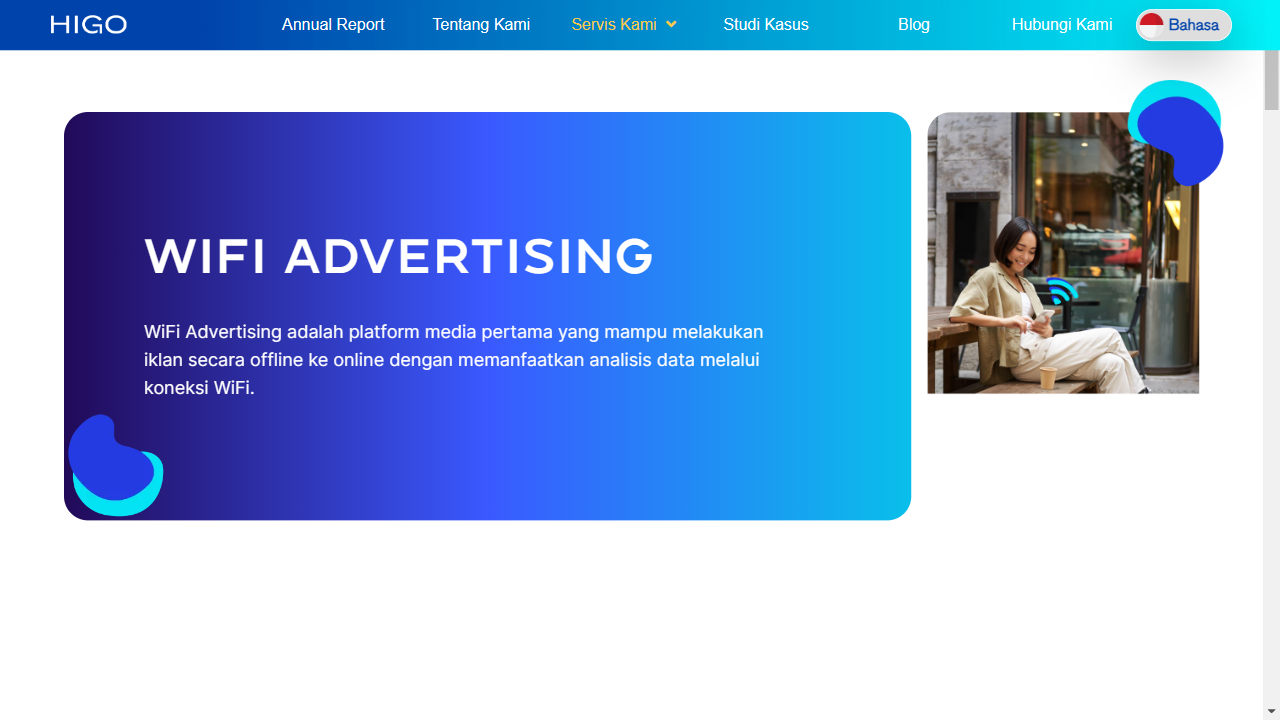 HIGO
Annual Report
Tentang Kami
Servis Kami
Studi Kasus
Blog
Hubungi Kami
Bahasa
WIFI ADVERTISING
WiFi Advertising adalah platform media pertama yang mampu melakukan
iklan secara offline ke online dengan memanfaatkan analisis data melalui
koneksi WiFi.